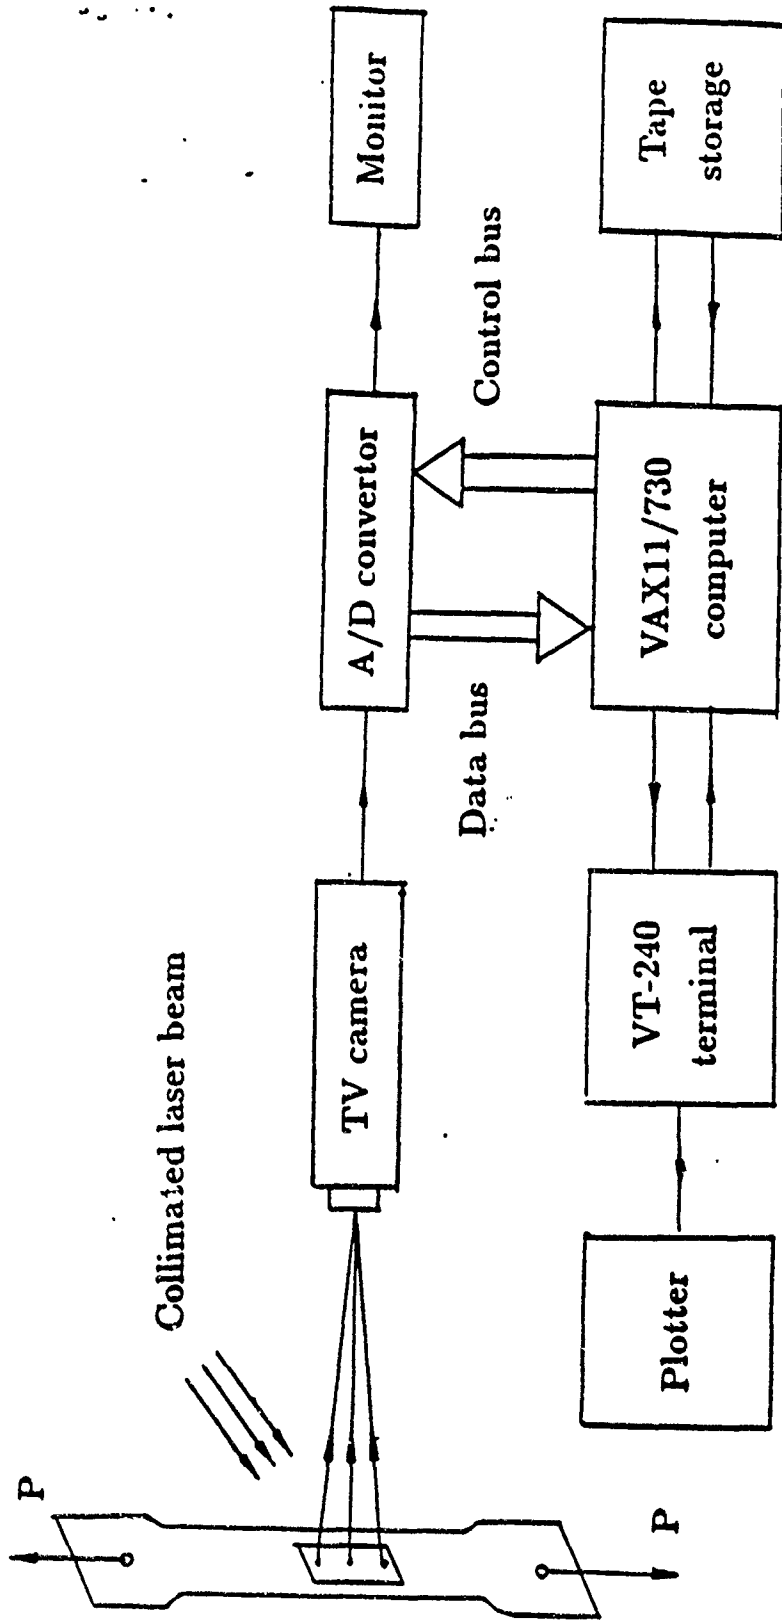 P
Collimated laser beam
TV camera
A/D convertor
Monitor
Data bus
Control bus
P
Plotter
VT-240
terminal
VAX11/730
computer
Tape
storage